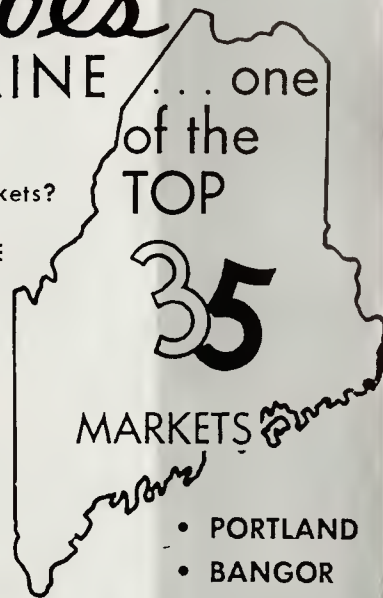 INE ... one
of the
TOP
kets?
35
MARKETS
• PORTLAND
• BANGOR